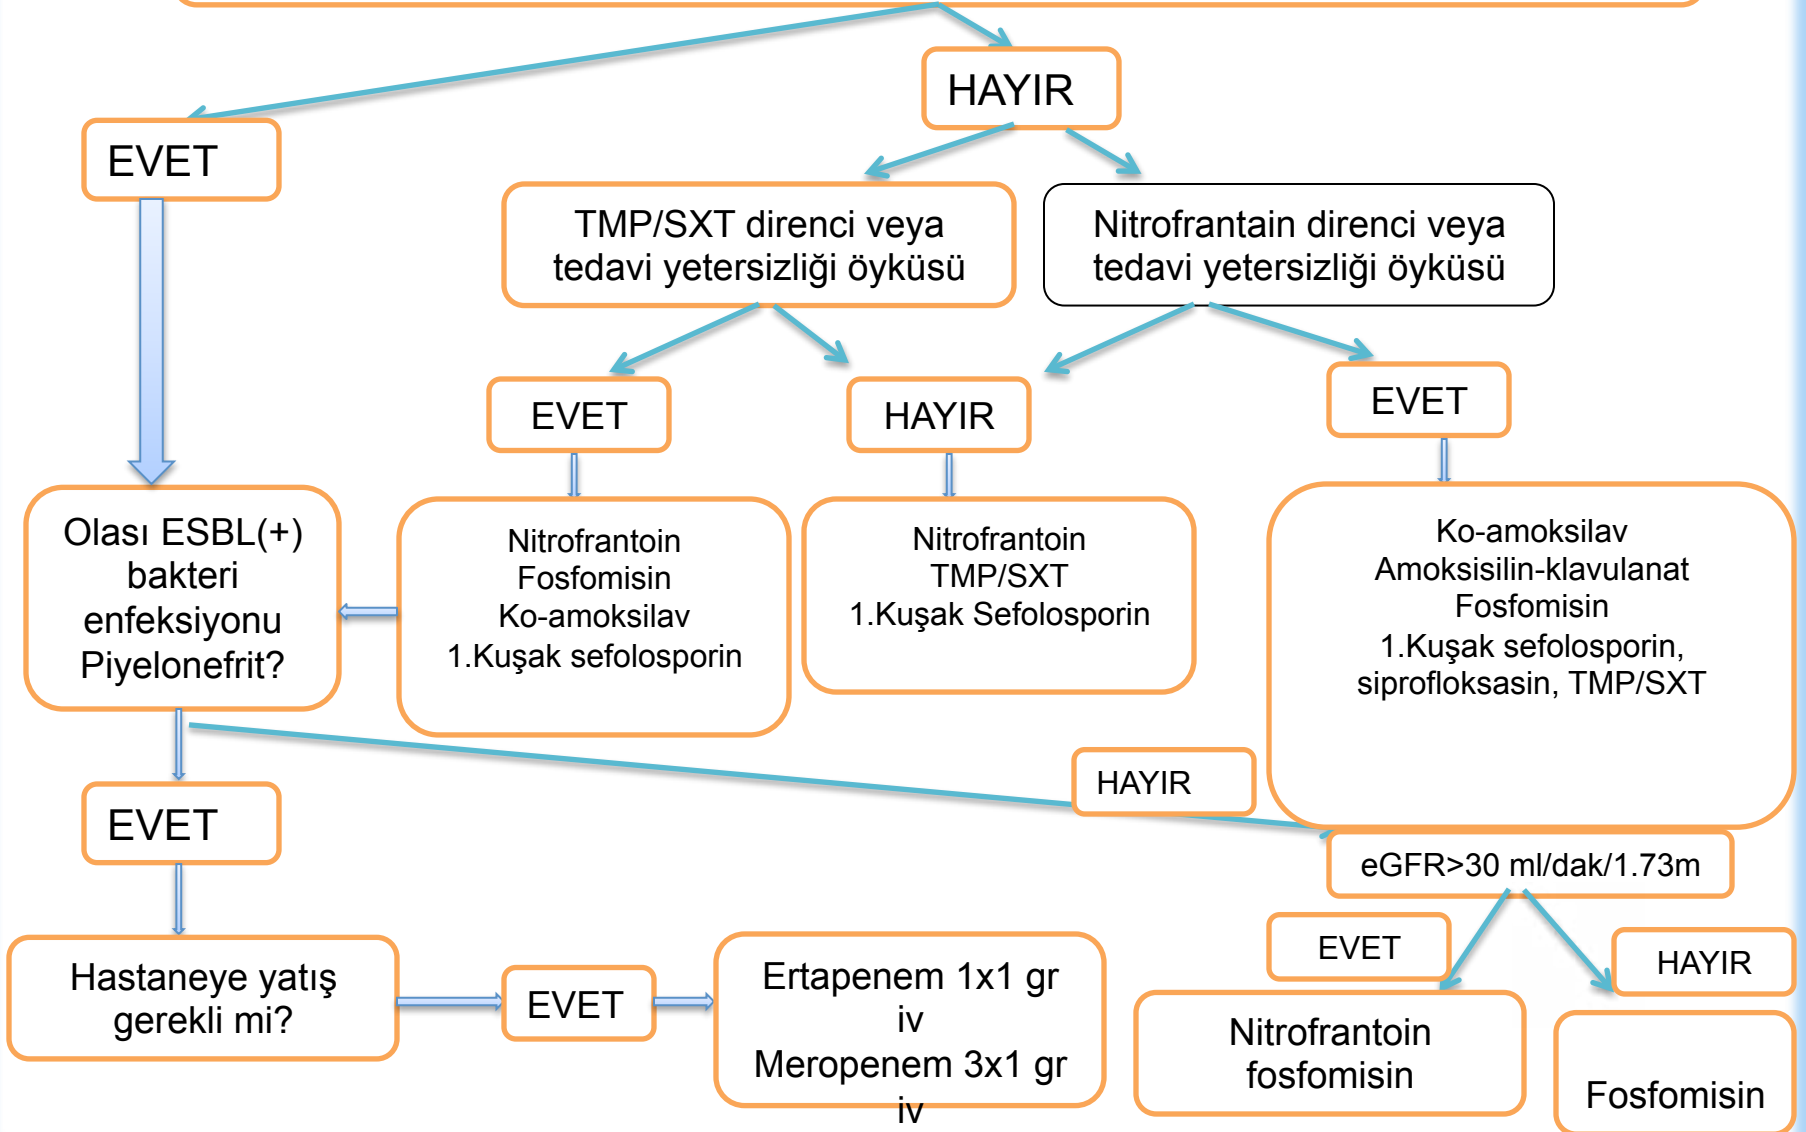 HAYIR
EVET
TMP/SXT direnci veya
tedavi yetersizliği öyküsü
Nitrofrantain direnci veya
tedavi yetersizliği öyküsü
EVET
HAYIR
EVET
Olası ESBL(+)
bakteri
enfeksiyonu
Piyelonefrit?
Nitrofrantoin
Fosfomisin
Ko-amoksilav
1.Kuşak sefolosporin
Nitrofrantoin
TMP/SXT
1.Kuşak Sefolosporin
Ko-amoksilav
Amoksisilin-klavulanat
Fosfomisin
1.Kuşak sefolosporin,
siprofloksasin, TMP/SXT
HAYIR
EVET
eGFR>30 ml/dak/1.73m
EVET
HAYIR
Hastaneye yatış
gerekli mi?
EVET
Ertapenem 1x1 gr
iv
Meropenem 3x1 gr
iv
Nitrofrantoin
fosfomisin
Fosfomisin